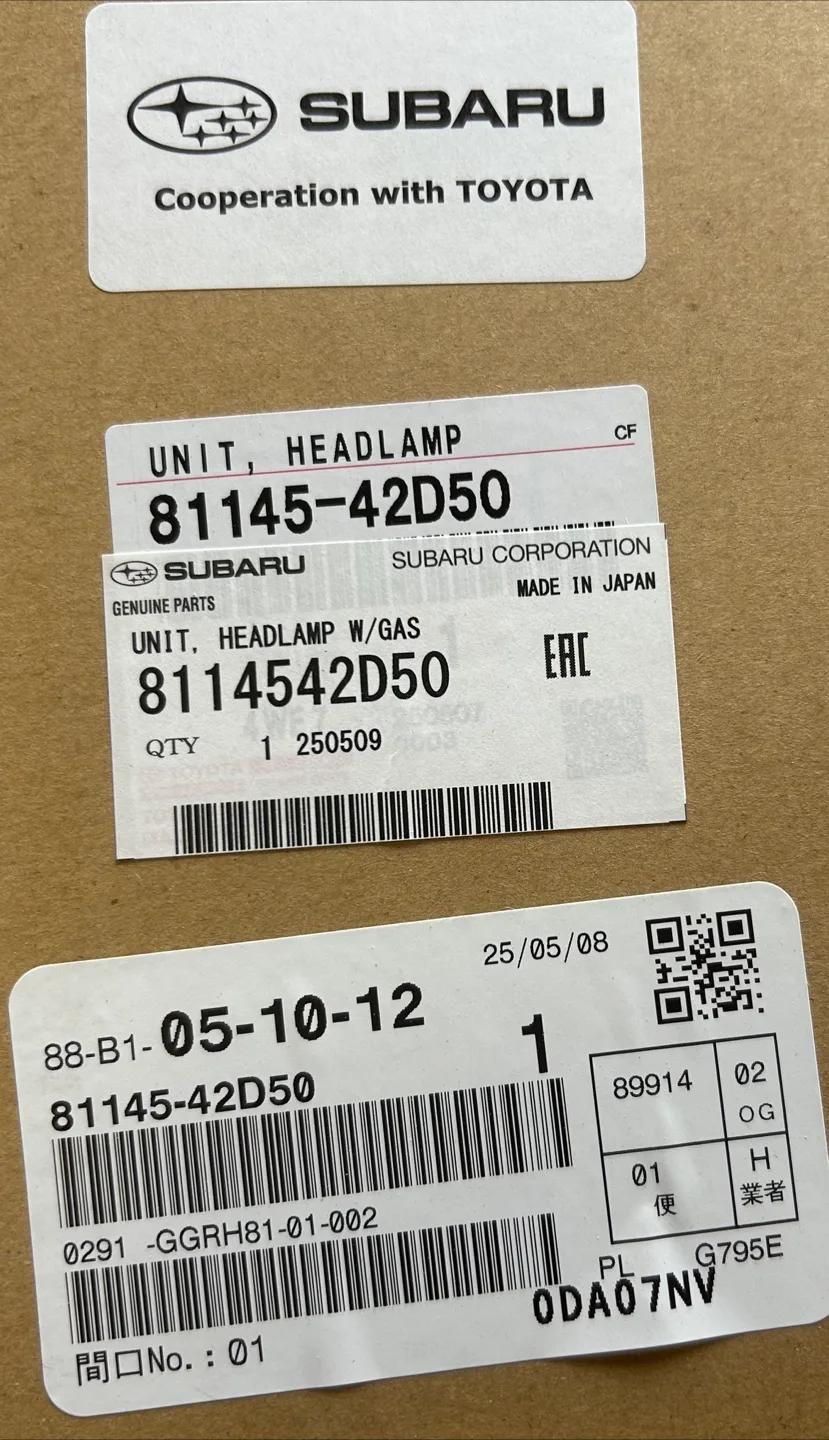 SUBARU
Cooperation with TOYOTA
UNIT, HEADLAMP
CF
81145-42D50
SUBARU
SUBARU CORPORATION
GENUINE PARTS
MADE IN JAPAN
UNIT, HEADLAMP W/GAS
EAC
8114542D50
QTY 1 250509
25/05/08
88-B1-05-10-12
1
81145-42D50
89914
02
OG
01
便
H
業者
0291 -GGRH81-01-002
PL
G795E
0DA07NV
間口No.:01